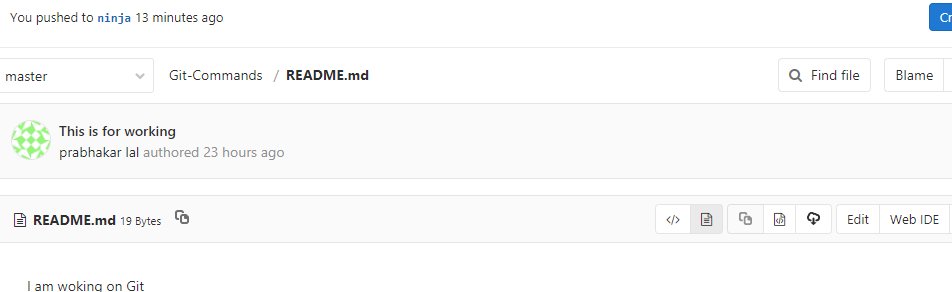 You pushed to ninja 13 minutes ago
Cr
master Git-Commands / README.md Find file Blame
This is for working
prabhakar lal authored 23 hours ago
README.md 19 Bytes </> Edit Web IDE
I am woking on Git